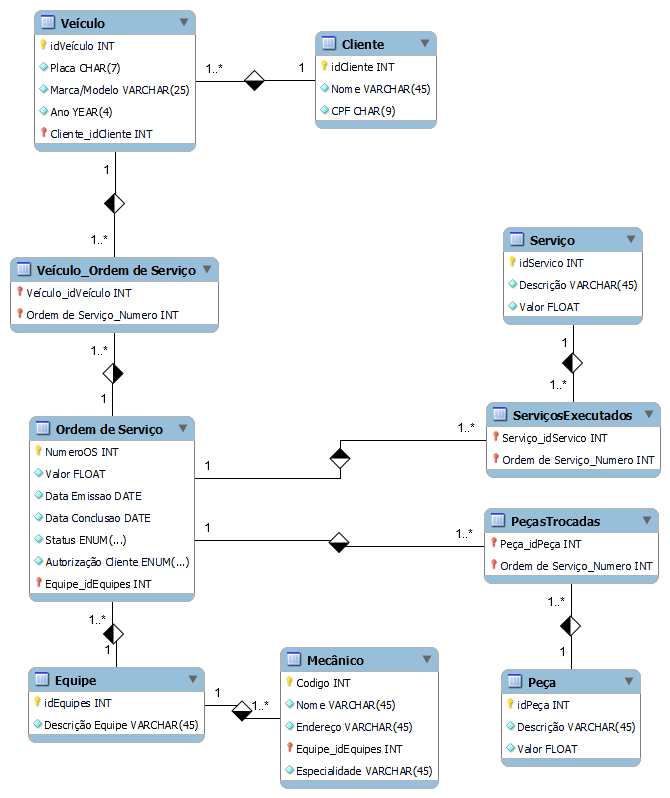 Veículo
idVeículo INT
Placa CHAR(7)
Marca/Modelo VARCHAR(25)
Ano YEAR(4)
Cliente_idCliente INT
1..*
1
Cliente
idCliente INT
Nome VARCHAR(45)
CPF CHAR(9)
1
1..*
Veículo_Ordem de Serviço
Veículo_idVeículo INT
Ordem de Serviço_Numero INT
1..*
1
Serviço
idServico INT
Descrição VARCHAR(45)
Valor FLOAT
1
1..*
ServiçosExecutados
Serviço_idServico INT
Ordem de Serviço_Numero INT
Ordem de Serviço
NumeroOS INT
Valor FLOAT
Data Emissao DATE
Data Conclusao DATE
Status ENUM(...)
Autorização Cliente ENUM(...)
Equipe_idEquipes INT
1
1..*
1
1..*
PeçasTrocadas
Peça_idPeça INT
Ordem de Serviço_Numero INT
1..*
1
1..*
1
Equipe
idEquipes INT
Descrição Equipe VARCHAR(45)
1
1..*
Mecânico
Codigo INT
Nome VARCHAR(45)
Endereço VARCHAR(45)
Equipe_idEquipes INT
Especialidade VARCHAR(45)
Peça
idPeça INT
Descrição VARCHAR(45)
Valor FLOAT